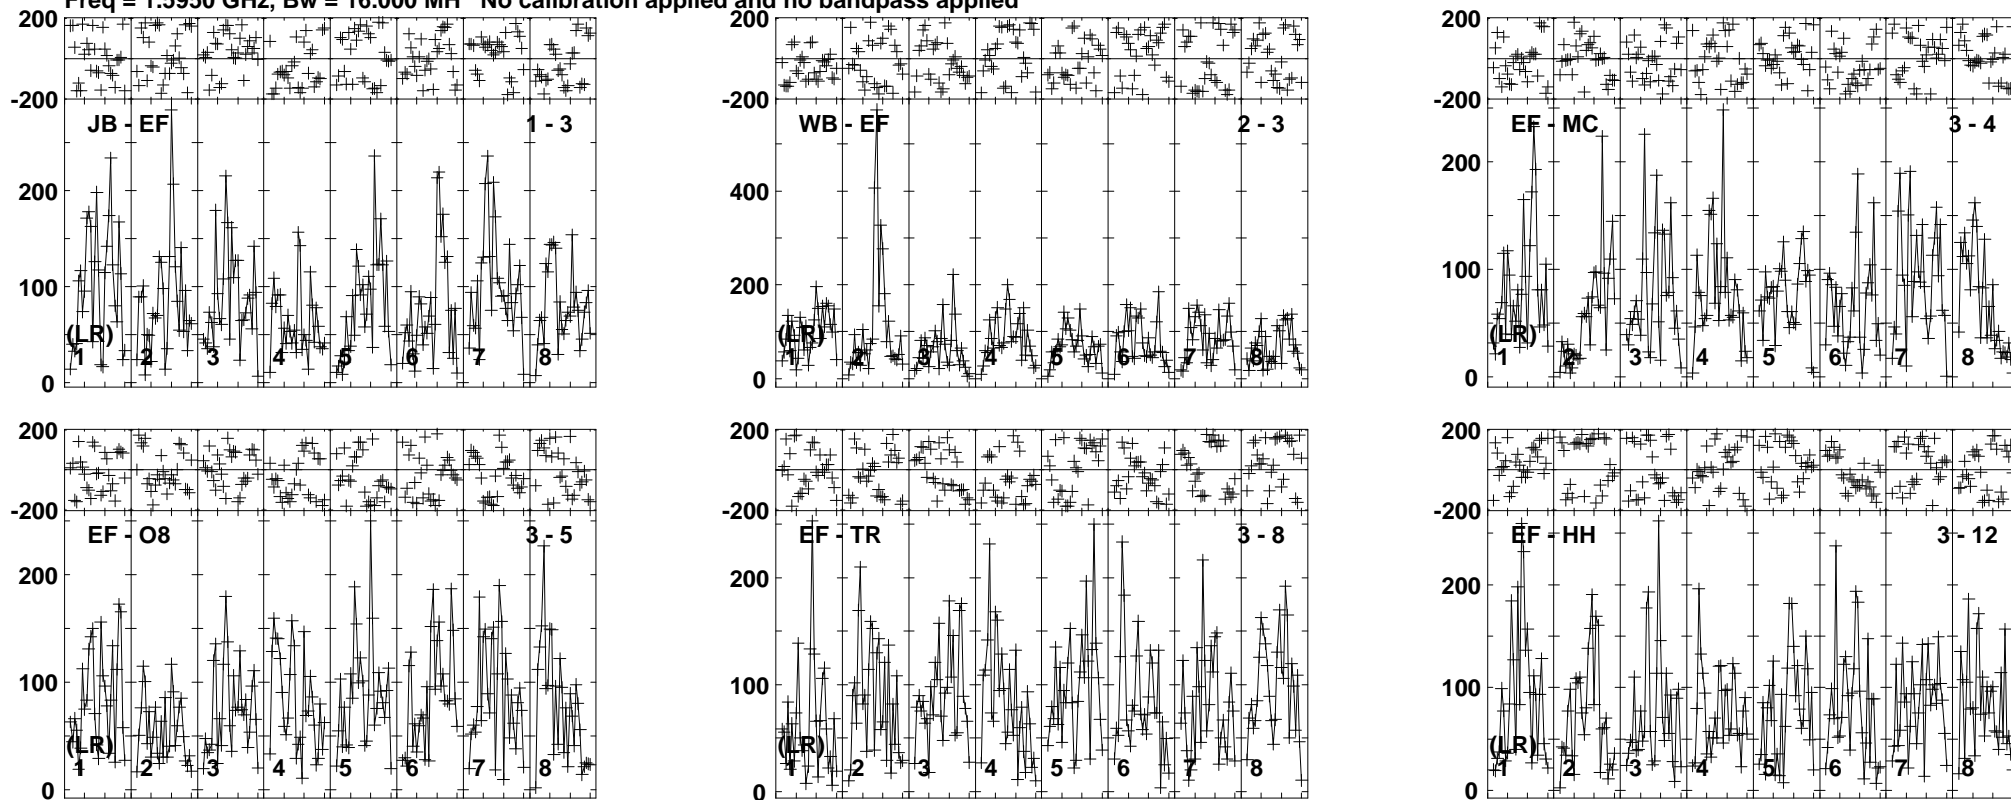 Freq = 1.5950 GHz, Bw = 16.000 MH No calibration applied and no bandpass applied
200 200 200
-200 -200 -200
JB - EF 1 - 3 WB - EF 2 - 3 EF - MC 3 - 4
200 400 200
100 200 100
(LR) (LR) (LR)
1 2 3 4 5 6 7 8 1 2 3 4 5 6 7 8 1 2 3 4 5 6 7 8
0 0 0
200 200 200
-200 -200 -200
EF - O8 3 - 5 EF - TR 3 - 8 EF - HH 3 - 12
200 200 200
100 100 100
(LR) (LR) (LR)
1 2 3 4 5 6 7 8 1 2 3 4 5 6 7 8 1 2 3 4 5 6 7 8
0 0 0